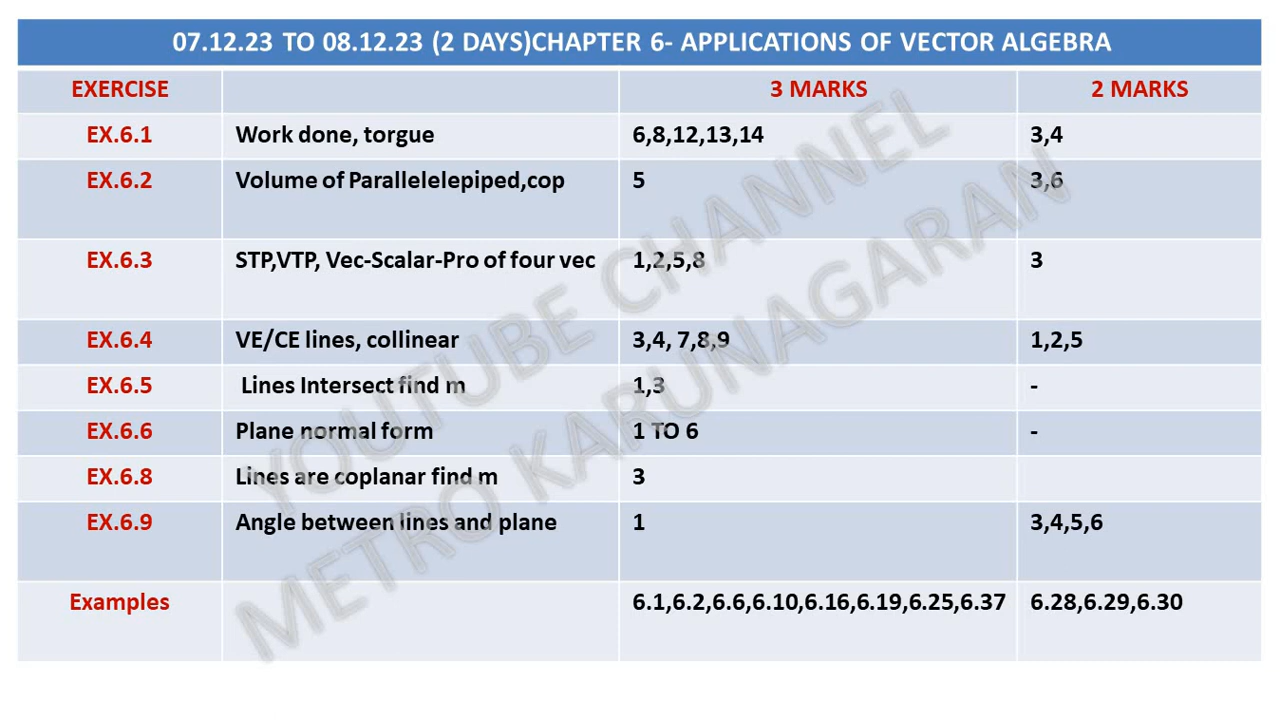 07.12.23 TO 08.12.23 (2 DAYS)CHAPTER 6- APPLICATIONS OF VECTOR ALGEBRA
EXERCISE 3 MARKS 2 MARKS
EX.6.1 Work done, torgue 6,8,12,13,14 3,4
EX.6.2 Volume of Parallelelepiped,cop 5 3,6
EX.6.3 STP,VTP, Vec-Scalar-Pro of four vec 1,2,5,8 3
EX.6.4 VE/CE lines, collinear 3,4, 7,8,9 1,2,5
EX.6.5 Lines Intersect find m 1,3 -
EX.6.6 Plane normal form 1 TO 6 -
EX.6.8 Lines are coplanar find m 3
EX.6.9 Angle between lines and plane 1 3,4,5,6
Examples 6.1,6.2,6.6,6.10,6.16,6.19,6.25,6.37 6.28,6.29,6.30
YOUTUBE CHANNEL
METRO KARUNAGARAN